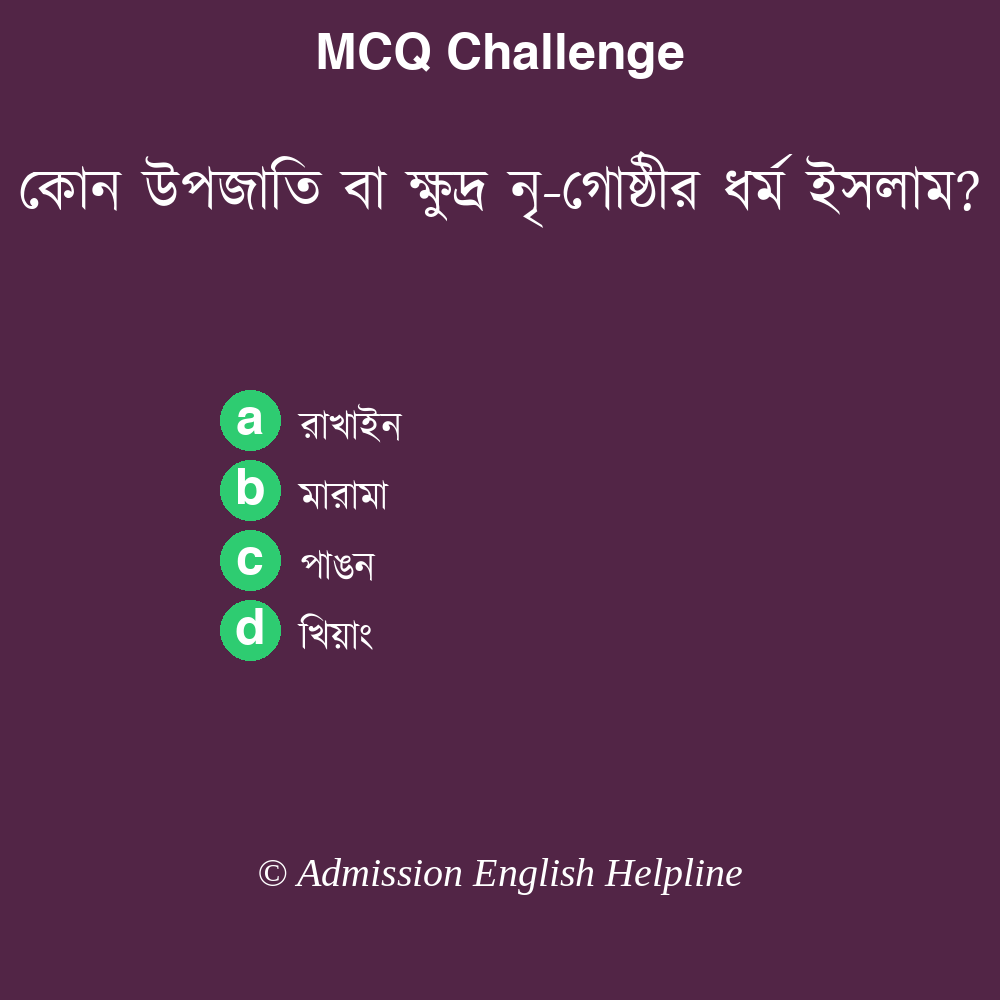 MCQ Challenge
কোন উপজাতি বা ক্ষুদ্র নৃ-গোষ্ঠীর ধর্ম ইসলাম?
a রাখাইন
b মারামা
c পাঙন
d খিয়াং
© Admission English Helpline